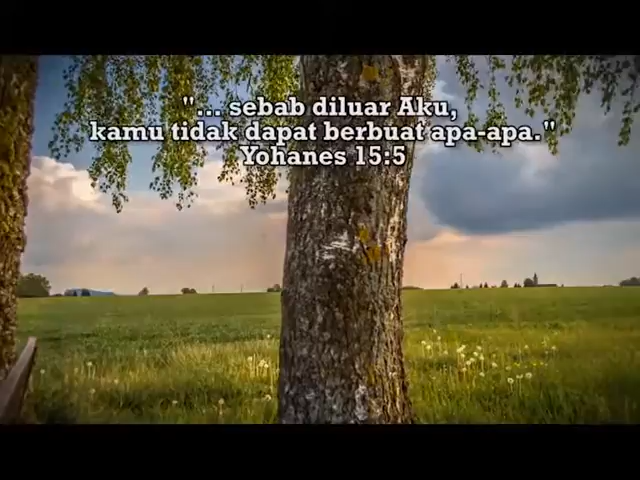 "... sebab diluar Aku,
kamu tidak dapat berbuat apa-apa."
Yohanes 15:5